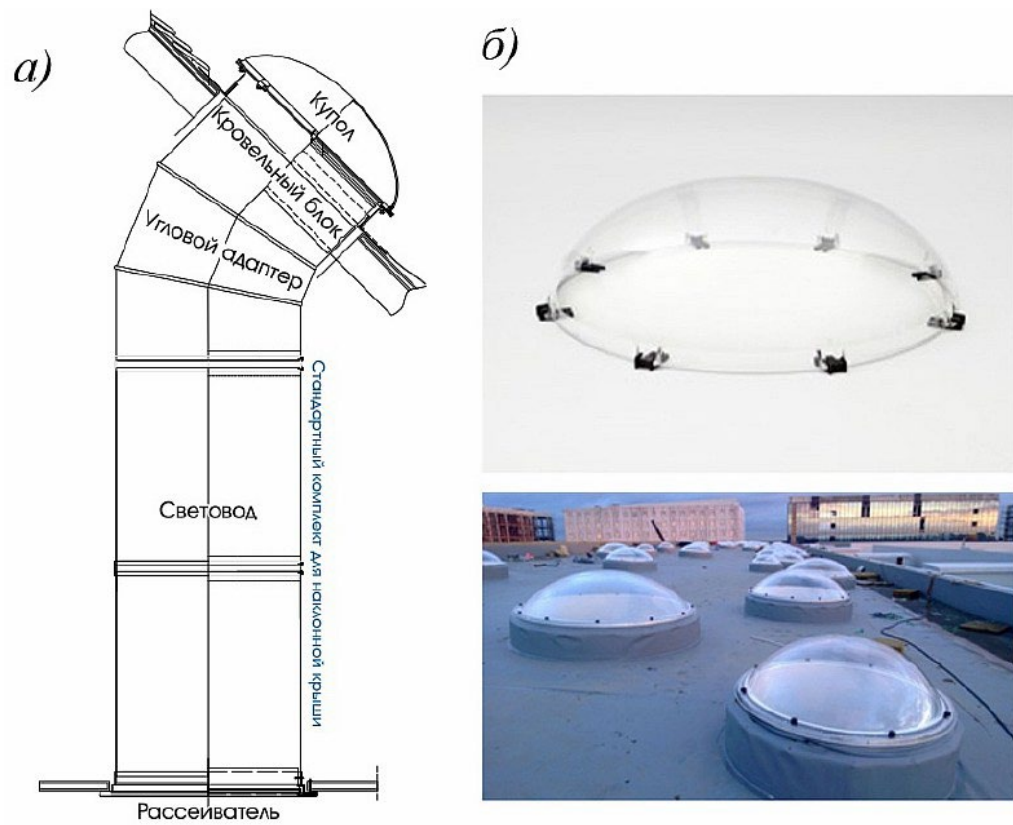 а)
Купол
Кровельный блок
Угловой адаптер
Стандартный комплект для наклонной крыши
Световод
Рассеиватель
б)